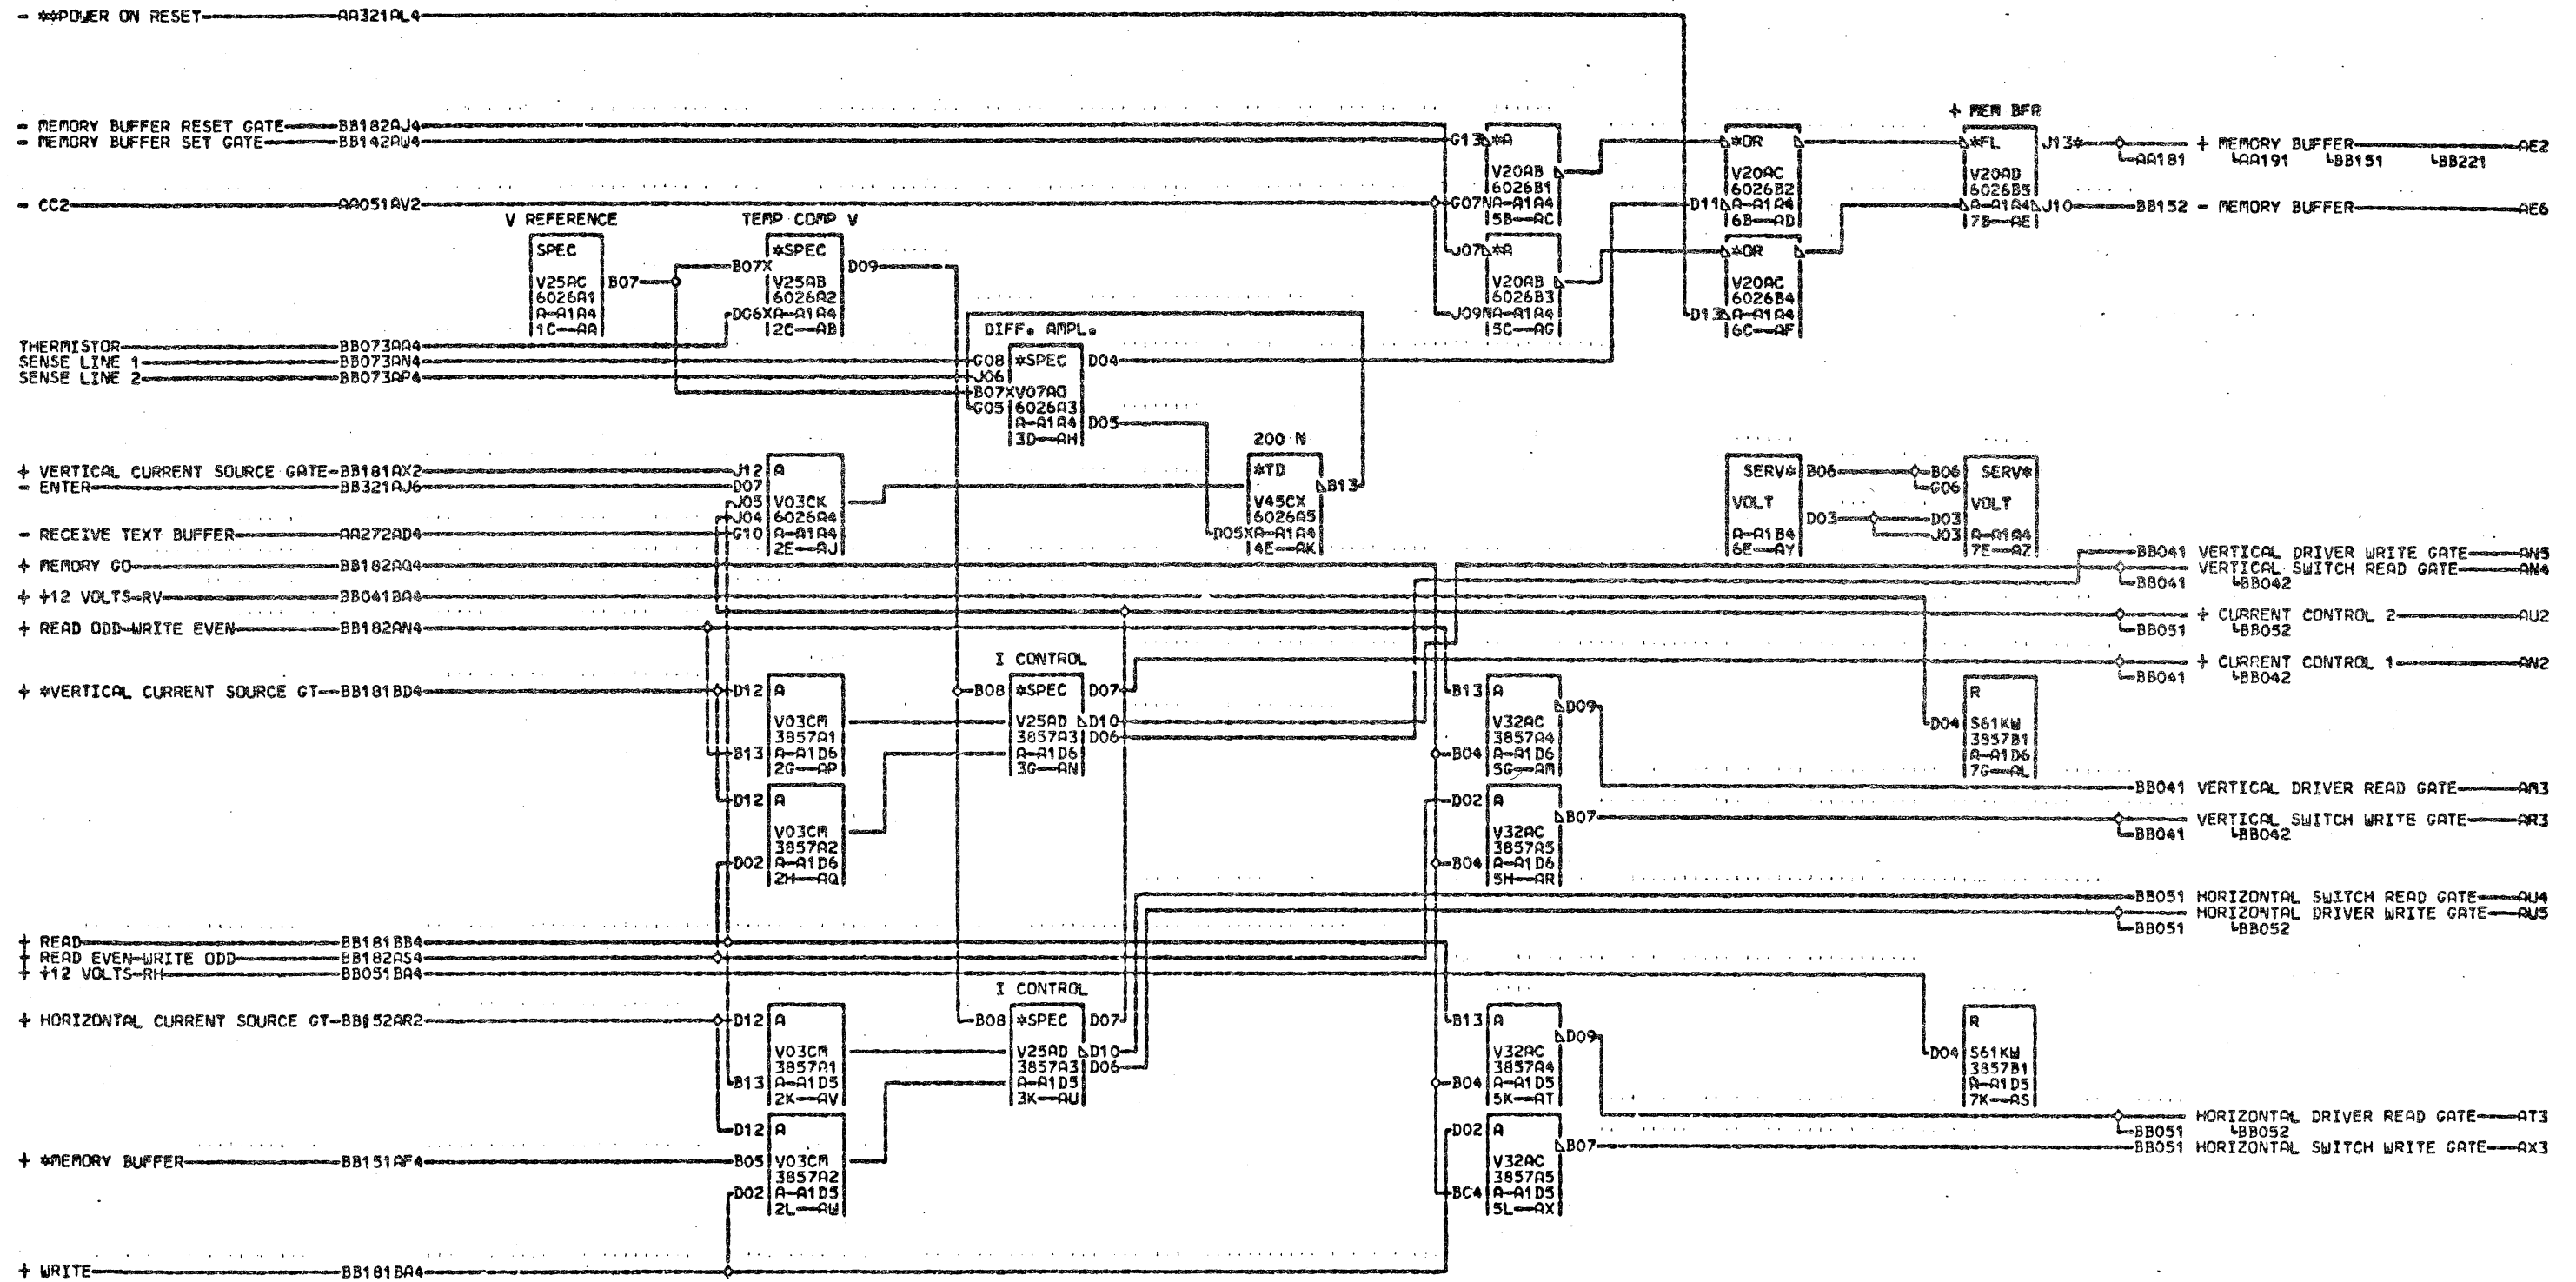 - **POWER ON RESET AA321AL4
- MEMORY BUFFER RESET GATE BB182AJ4
- MEMORY BUFFER SET GATE BB142AW4
- CC2 AA051AV2
G13 *A
V20AB
6026B1
G07 A-A1A4
5B AC
J07 *A
V20AB
6026B3
J09 A-A1A4
5C AG
*OR
V20AC
6026B2
D11 A-A1A4
6B AD
*OR
V20AC
6026B4
D13 A-A1A4
6C AF
+ MEM BFR
*FL J13*
V20AD
6026B5
A-A1A4 J10
7B AE
+ MEMORY BUFFER AE2
AA181 AA191 BB151 BB221
BB152 - MEMORY BUFFER AE6
V REFERENCE
SPEC
V25AC B07
6026A1
A-A1A4
1C AA
TEMP COMP V
*SPEC
B07X D09
V25AB
6026A2
D06X A-A1A4
2C AB
THERMISTOR BB073AA4
SENSE LINE 1 BB073AN4
SENSE LINE 2 BB073AP4
DIFF. AMPL.
G08 *SPEC D04
J06
B07X V07AD
G05 6026A3
A-A1A4 D05
3D AH
+ VERTICAL CURRENT SOURCE GATE BB181AX2
- ENTER BB321AJ6
- RECEIVE TEXT BUFFER AA272AD4
+ MEMORY GO BB182AQ4
+ +12 VOLTS-RV BB041BA4
+ READ ODD-WRITE EVEN BB182AN4
J12 A
D07
J05 V03CK
J04 6026A4
G10 A-A1A4
2E AJ
200 N
*TD
B13
V45CX
6026A5
D05X A-A1A4
4E AK
SERV* B06
VOLT
D03
A-A1B4
6E AY
B06 SERV*
G06
VOLT
D03
J03 A-A1A4
7E AZ
BB041 VERTICAL DRIVER WRITE GATE AN5
VERTICAL SWITCH READ GATE AN4
BB041 BB042
+ CURRENT CONTROL 2 AU2
BB051 BB052
+ CURRENT CONTROL 1 AN2
BB041 BB042
+ *VERTICAL CURRENT SOURCE GT BB181BD4
D12 A
V03CM
3857A1
B13 A-A1D6
2G AP
D12 A
V03CM
3857A2
D02 A-A1D6
2H AQ
I CONTROL
B08 *SPEC D07
V25AD D10
3857A3 D06
A-A1D6
3G AN
B13 A
D09
V32AC
3857A4
B04 A-A1D6
5G AM
D02 A
B07
V32AC
3857A5
B04 A-A1D6
5H AR
R
D04 S61KW
3857B1
A-A1D6
7G AL
BB041 VERTICAL DRIVER READ GATE AM3
VERTICAL SWITCH WRITE GATE AR3
BB041 BB042
BB051 HORIZONTAL SWITCH READ GATE AU4
HORIZONTAL DRIVER WRITE GATE AU5
BB051 BB052
+ READ BB181BB4
+ READ EVEN-WRITE ODD BB182AS4
+ +12 VOLTS-RH BB051BA4
+ HORIZONTAL CURRENT SOURCE GT BB152AR2
D12 A
V03CM
3857A1
B13 A-A1D5
2K AV
+ *MEMORY BUFFER BB151AF4
D12 A
B05 V03CM
3857A2
D02 A-A1D5
2L AW
I CONTROL
B08 *SPEC D07
V25AD D10
3857A3 D06
A-A1D5
3K AU
B13 A
D09
V32AC
3857A4
B04 A-A1D5
5K AT
D02 A
B07
V32AC
3857A5
BC4 A-A1D5
5L AX
R
D04 S61KW
3857B1
A-A1D5
7K AS
HORIZONTAL DRIVER READ GATE AT3
BB051 BB052
BB051 HORIZONTAL SWITCH WRITE GATE AX3
+ WRITE BB181BA4